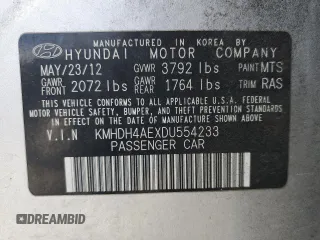 MANUFACTURED IN KOREA BY
HYUNDAI MOTOR COMPANY
MAY/23/12 GVWR 3792 lbs PAINT MTS
GAWR FRONT 2072 lbs GAWR REAR 1764 lbs TRIM RAS
THIS VEHICLE CONFORMS TO ALL APPLICABLE
U.S. FEDERAL MOTOR VEHICLE SAFETY, BUMPER,
AND THEFT PREVENTION STANDARDS IN EFFECT ON
THE DATE OF MANUFACTURE SHOWN ABOVE.
V.I.N KMHDH4AEXDU554233
PASSENGER CAR
DREAMBID